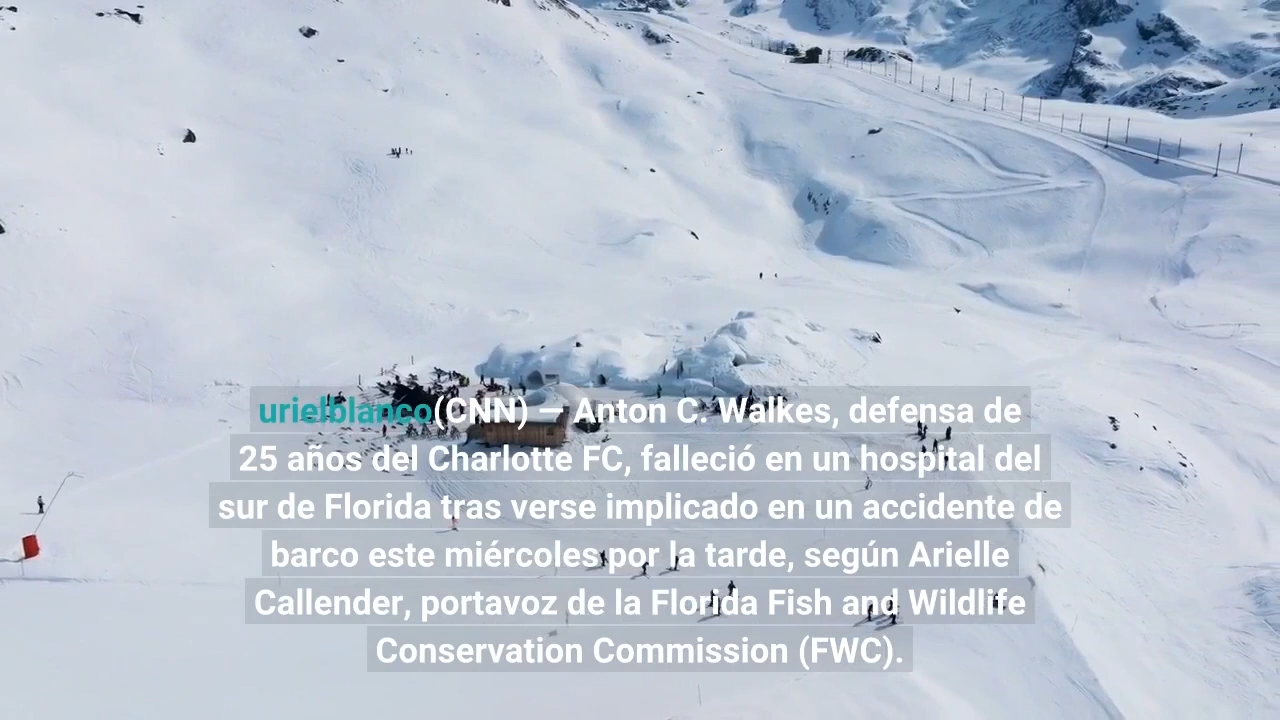 urielblanco(CNN) — Anton C. Walkes, defensa de
25 años del Charlotte FC, falleció en un hospital del
sur de Florida tras verse implicado en un accidente de
barco este miércoles por la tarde, según Arielle
Callender, portavoz de la Florida Fish and Wildlife
Conservation Commission (FWC).